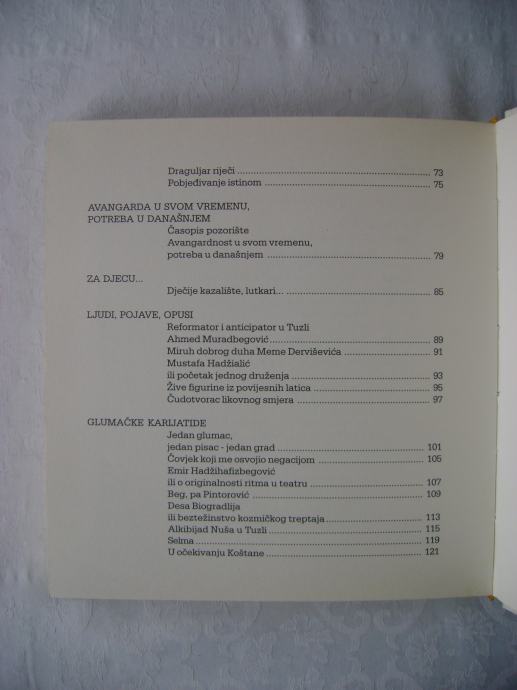 Draguljar riječi ........ 73
Pobjeđivanje istinom ........ 75
AVANGARDA U SVOM VREMENU,
POTREBA U DANAŠNJEM
Časopis pozorište
Avangardnost u svom vremenu,
potreba u današnjem ........ 79
ZA DJECU...
Dječije kazalište, lutkari... ........ 85
LJUDI, POJAVE, OPUSI
Reformator i anticipator u Tuzli
Ahmed Muradbegović ........ 89
Miruh dobrog duha Meme Derviševića ........ 91
Mustafa Hadžialić
ili početak jednog druženja ........ 93
Žive figurine iz povijesnih latica ........ 95
Čudotvorac likovnog smjera ........ 97
GLUMAČKE KARIJATIDE
Jedan glumac,
jedan pisac - jedan grad ........ 101
Čovjek koji me osvojio negacijom ........ 105
Emir Hadžihafizbegović
ili o originalnosti ritma u teatru ........ 107
Beg, pa Pintorović ........ 109
Desa Biogradlija
ili beztežinstvo kozmičkog treptaja ........ 113
Alkibijad Nuša u Tuzli ........ 115
Selma ........ 119
U očekivanju Koštane ........ 121